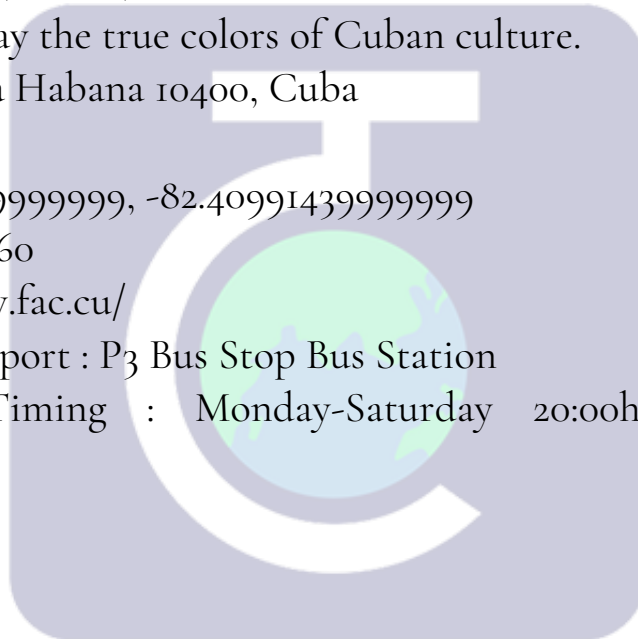 the true colors of Cuban culture.
Habana 10400, Cuba
9999999, -82.40991439999999
60
.fac.cu/
port : P3 Bus Stop Bus Station
Timing : Monday-Saturday 20:00h